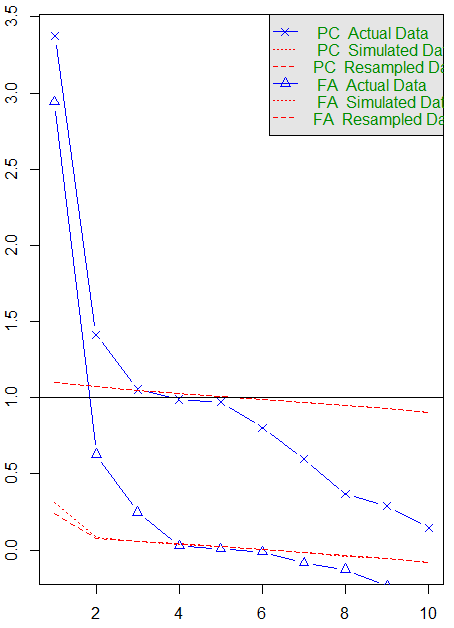 PC Actual Data
PC Simulated Da
PC Resampled Da
FA Actual Data
FA Simulated Dat
FA Resampled Da
3.5
3.0
2.5
2.0
1.5
1.0
0.5
0.0
2 4 6 8 10